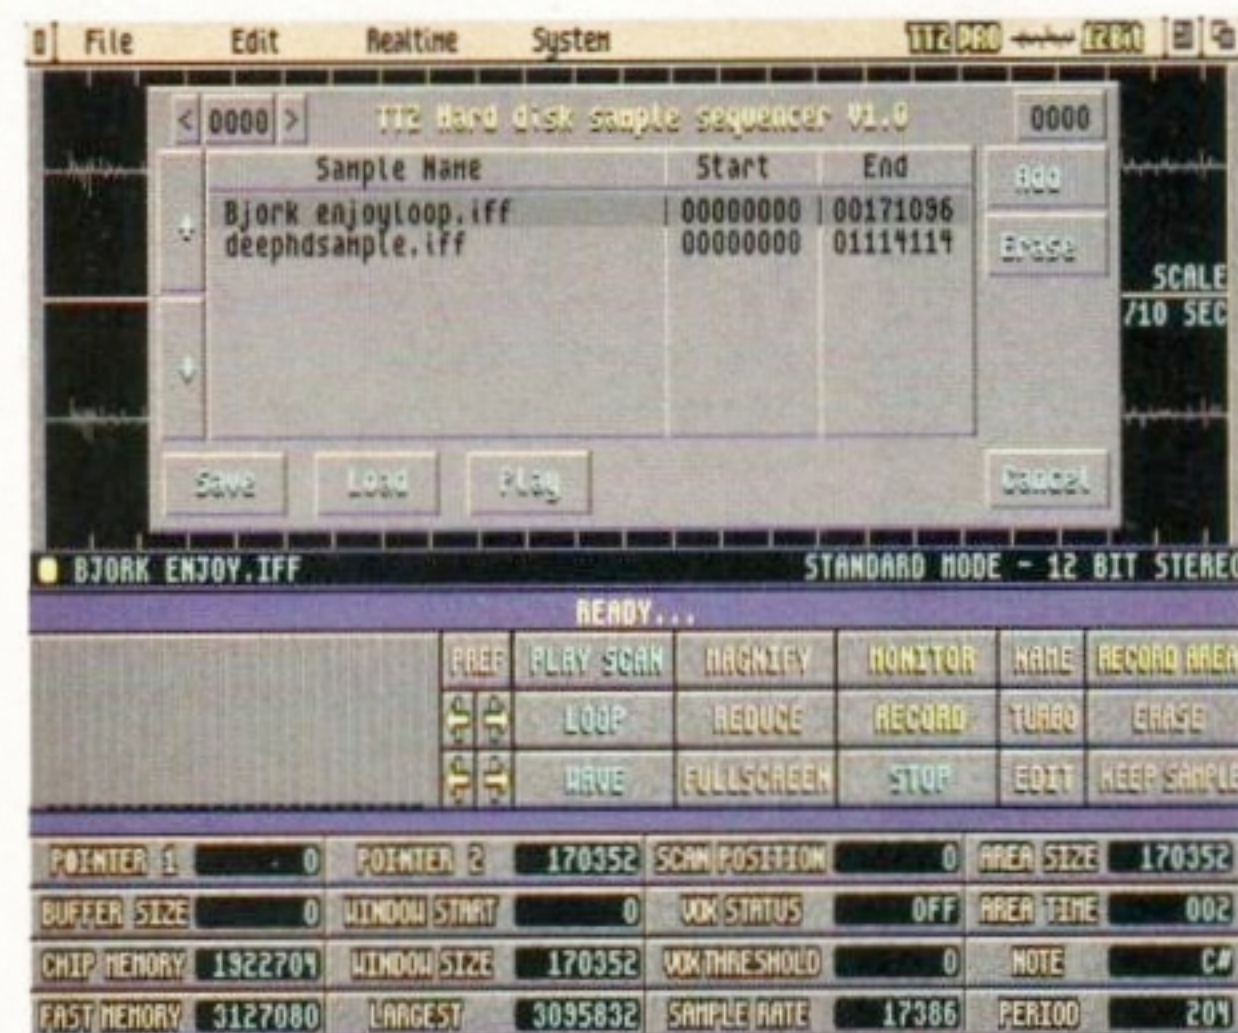 File Edit Realtime System TT2 PRO 12Bit
< 0000 > TT2 Hard disk sample sequencer V1.0 0000
Sample Name Start End Add
Bjork enjoyloop.iff 00000000 00171096
deephdsample.iff 00000000 01114114 Erase
SCALE
/10 SEC
Save Load Play Cancel
BJORK ENJOY.IFF STANDARD MODE - 12 BIT STEREO
READY...
PREF PLAY SCAN MAGNIFY MONITOR NAME RECORD AREA
LOOP REDUCE RECORD TURBO ERASE
WAVE FULLSCREEN STOP EDIT KEEP SAMPLE
POINTER 1 0 POINTER 2 170352 SCAN POSITION 0 AREA SIZE 170352
BUFFER SIZE 0 WINDOW START 0 VOX STATUS OFF AREA TIME 002
CHIP MEMORY 1922704 WINDOW SIZE 170352 VOX THRESHOLD 0 NOTE C#
FAST MEMORY 3127080 LARGEST 3095832 SAMPLE RATE 17386 PERIOD 204